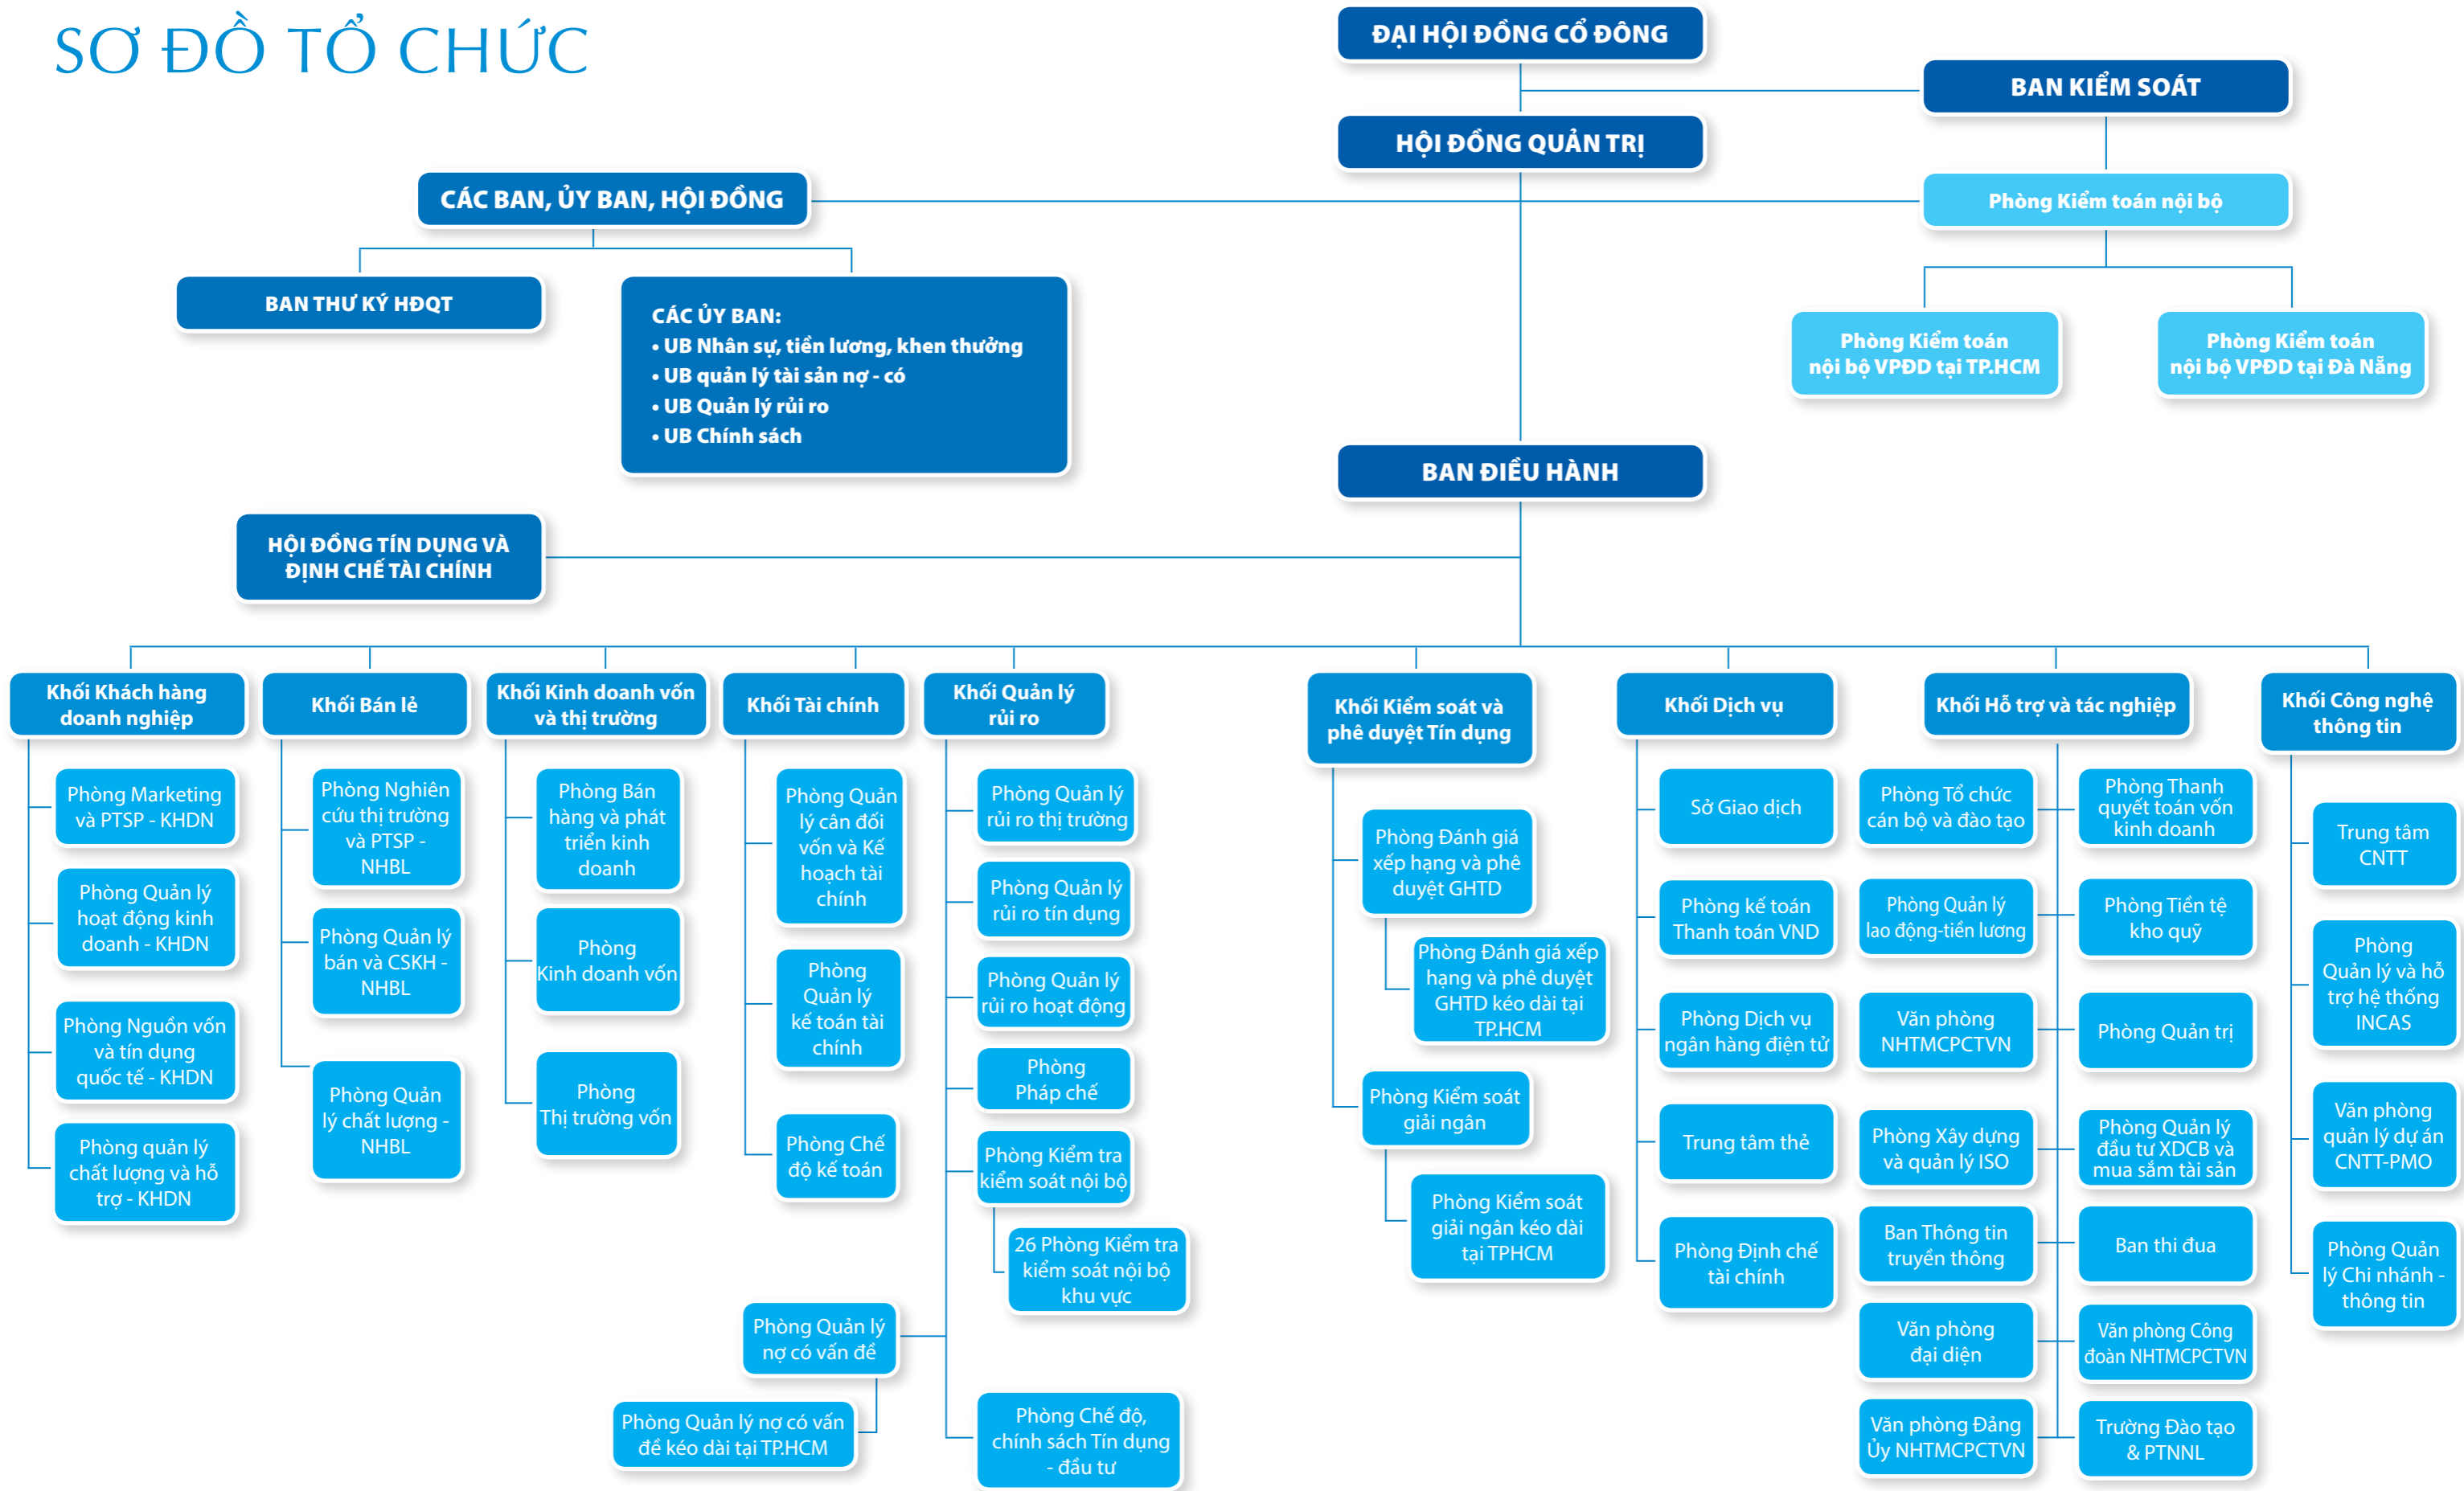 SƠ ĐỒ TỔ CHỨC
ĐẠI HỘI ĐỒNG CỔ ĐÔNG
BAN KIỂM SOÁT
HỘI ĐỒNG QUẢN TRỊ
CÁC BAN, ỦY BAN, HỘI ĐỒNG
Phòng Kiểm toán nội bộ
BAN THƯ KÝ HĐQT
CÁC ỦY BAN:
• UB Nhân sự, tiền lương, khen thưởng
• UB quản lý tài sản nợ - có
• UB Quản lý rủi ro
• UB Chính sách
Phòng Kiểm toán
nội bộ VPĐD tại TP.HCM
Phòng Kiểm toán
nội bộ VPĐD tại Đà Nẵng
BAN ĐIỀU HÀNH
HỘI ĐỒNG TÍN DỤNG VÀ
ĐỊNH CHẾ TÀI CHÍNH
Khối Khách hàng
doanh nghiệp
Phòng Marketing
và PTSP - KHDN
Phòng Quản lý
hoạt động kinh
doanh - KHDN
Phòng Nguồn vốn
và tín dụng
quốc tế - KHDN
Phòng quản lý
chất lượng và hỗ
trợ - KHDN
Khối Bán lẻ
Phòng Nghiên
cứu thị trường
và PTSP -
NHBL
Phòng Quản lý
bán và CSKH -
NHBL
Phòng Quản
lý chất lượng -
NHBL
Khối Kinh doanh vốn
và thị trường
Phòng Bán
hàng và phát
triển kinh
doanh
Phòng
Kinh doanh vốn
Phòng
Thị trường vốn
Khối Tài chính
Phòng Quản
lý cân đối
vốn và Kế
hoạch tài
chính
Phòng
Quản lý
kế toán tài
chính
Phòng Chế
độ kế toán
Khối Quản lý
rủi ro
Phòng Quản lý
rủi ro thị trường
Phòng Quản lý
rủi ro tín dụng
Phòng Quản lý
rủi ro hoạt động
Phòng
Pháp chế
Phòng Kiểm tra
kiểm soát nội bộ
26 Phòng Kiểm tra
kiểm soát nội bộ
khu vực
Phòng Quản lý
nợ có vấn đề
Phòng Quản lý nợ có vấn
đề kéo dài tại TP.HCM
Phòng Chế độ,
chính sách Tín dụng
- đầu tư
Khối Kiểm soát và
phê duyệt Tín dụng
Phòng Đánh giá
xếp hạng và phê
duyệt GHTD
Phòng Đánh giá xếp
hạng và phê duyệt
GHTD kéo dài tại
TP.HCM
Phòng Kiểm soát
giải ngân
Phòng Kiểm soát
giải ngân kéo dài
tại TPHCM
Khối Dịch vụ
Sở Giao dịch
Phòng kế toán
Thanh toán VND
Phòng Dịch vụ
ngân hàng điện tử
Trung tâm thẻ
Phòng Định chế
tài chính
Khối Hỗ trợ và tác nghiệp
Phòng Tổ chức
cán bộ và đào tạo
Phòng Thanh
quyết toán vốn
kinh doanh
Phòng Quản lý
lao động-tiền lương
Phòng Tiền tệ
kho quỹ
Văn phòng
NHTMCPCTVN
Phòng Quản trị
Phòng Xây dựng
và quản lý ISO
Phòng Quản lý
đầu tư XDCB và
mua sắm tài sản
Ban Thông tin
truyền thông
Ban thi đua
Văn phòng
đại diện
Văn phòng Công
đoàn NHTMCPCTVN
Văn phòng Đảng
Ủy NHTMCPCTVN
Trường Đào tạo
& PTNNL
Khối Công nghệ
thông tin
Trung tâm
CNTT
Phòng
Quản lý và hỗ
trợ hệ thống
INCAS
Văn phòng
quản lý dự án
CNTT-PMO
Phòng Quản
lý Chi nhánh -
thông tin